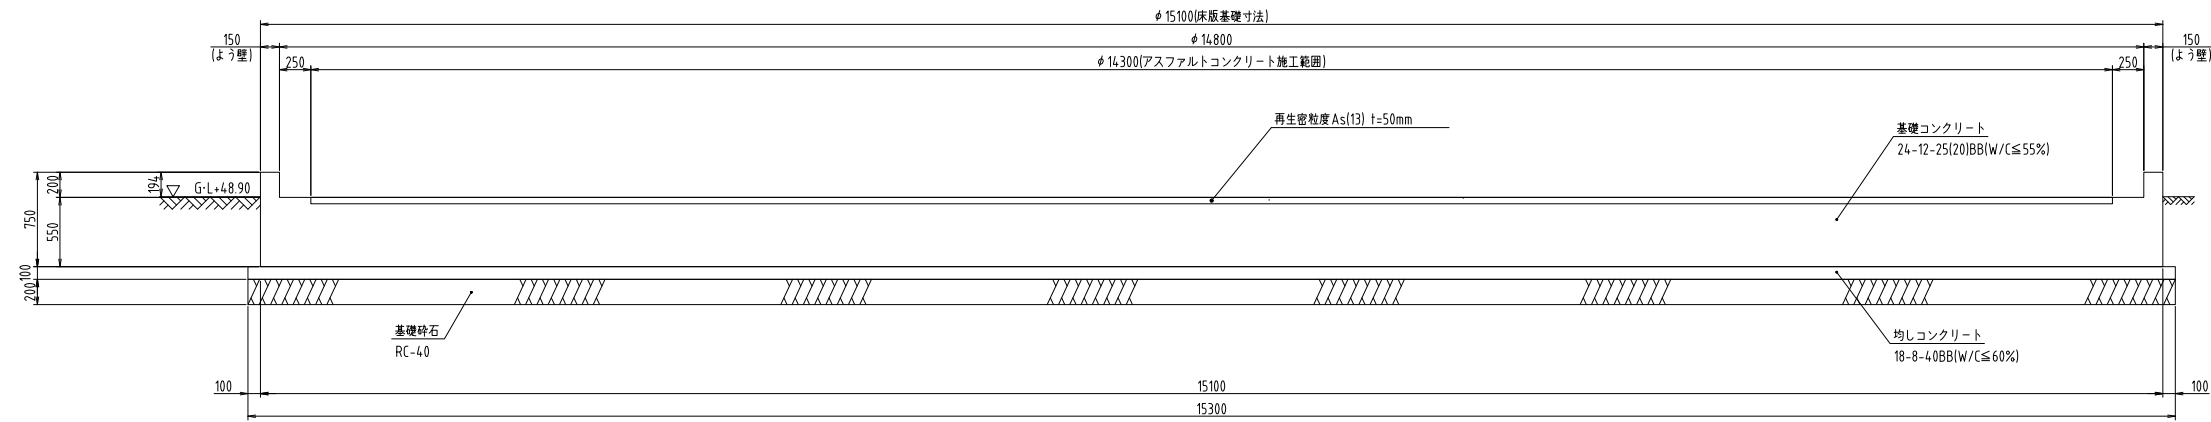 φ15100(床版基礎寸法)
150
(よう壁)
φ14800
150
(よう壁)
250
φ14300(アスファルトコンクリート施工範囲)
250
再生密粒度As(13) t=50mm
基礎コンクリート
24-12-25(20)BB(W/C≦55%)
200
194
G・L+48.90
750
550
100
200
基礎砕石
RC-40
均しコンクリート
18-8-40BB(W/C≦60%)
100
15100
100
15300